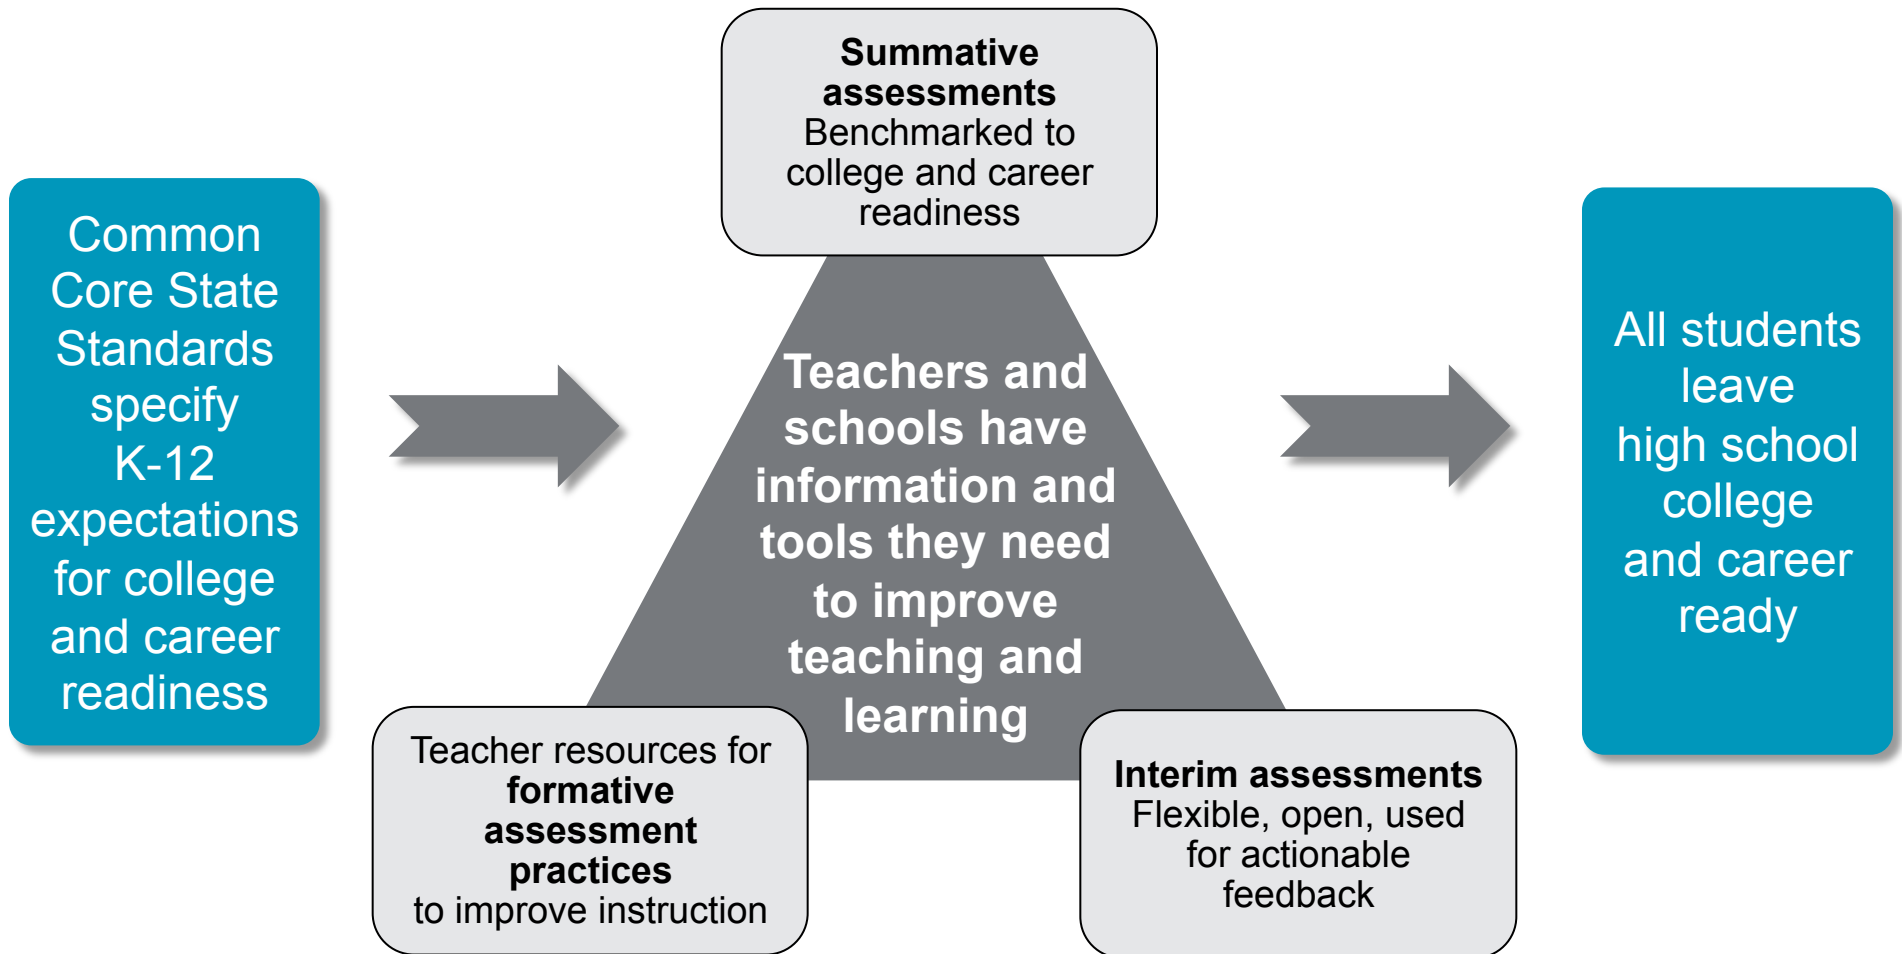 Common
Core State
Standards
specify
K-12
expectations
for college
and career
readiness
Summative
assessments
Benchmarked to
college and career
readiness
Teachers and
schools have
information and
tools they need
to improve
teaching and
learning
Teacher resources for
formative
assessment
practices
to improve instruction
Interim assessments
Flexible, open, used
for actionable
feedback
All students
leave
high school
college
and career
ready